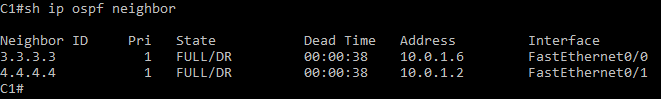 C1#sh ip ospf neighbor
Neighbor ID     Pri   State           Dead Time   Address         Interface
3.3.3.3           1   FULL/DR         00:00:38    10.0.1.6        FastEthernet0/0
4.4.4.4           1   FULL/DR         00:00:38    10.0.1.2        FastEthernet0/1
C1#